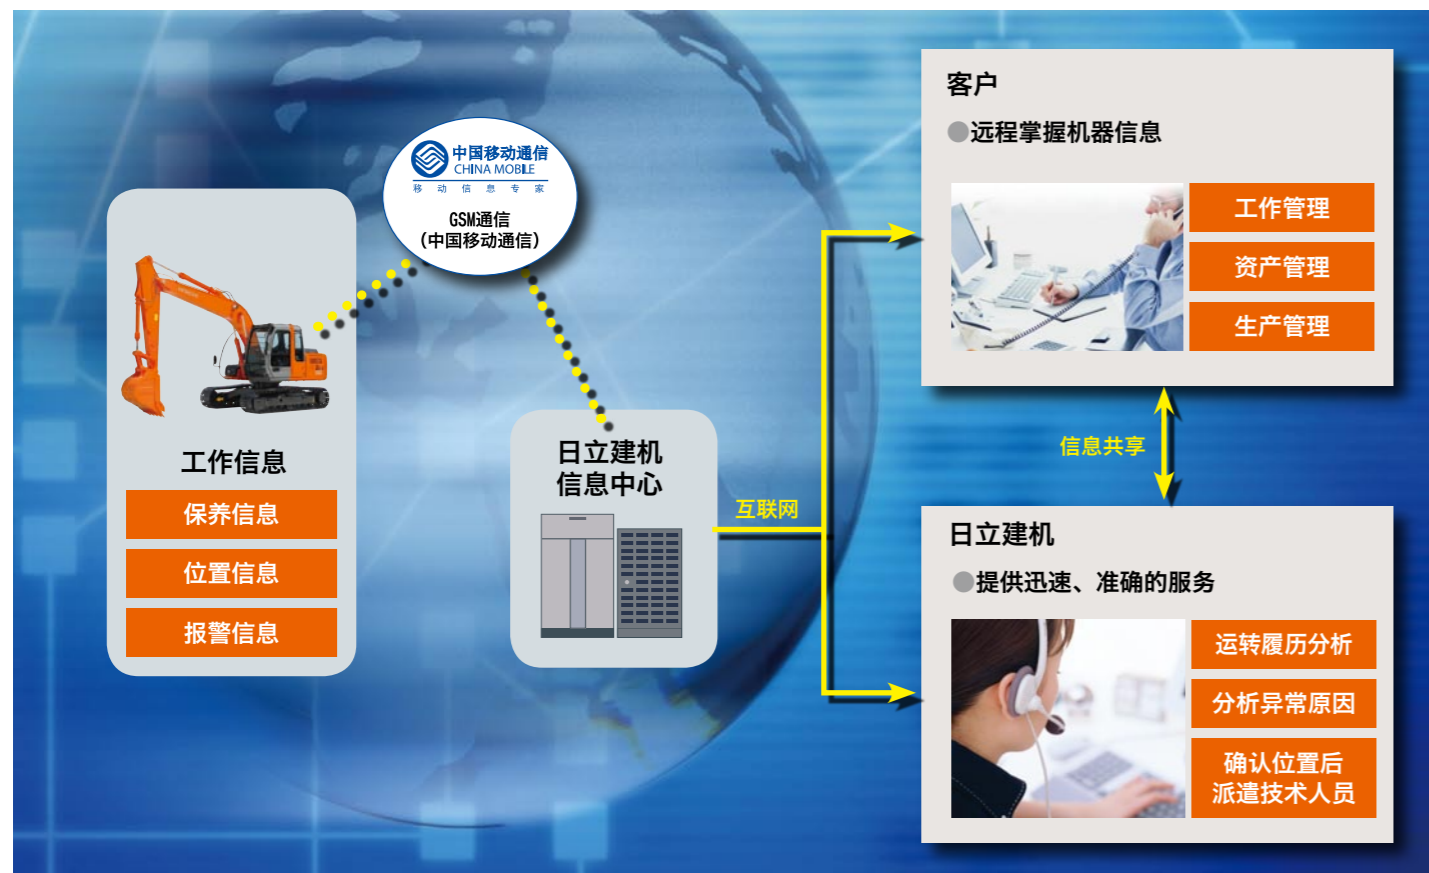 中国移动通信
CHINA MOBILE
移动信息专家
GSM通信
(中国移动通信)
工作信息
保养信息
位置信息
报警信息
日立建机
信息中心
互联网
客户
●远程掌握机器信息
工作管理
资产管理
生产管理
信息共享
日立建机
●提供迅速、准确的服务
运转履历分析
分析异常原因
确认位置后
派遣技术人员